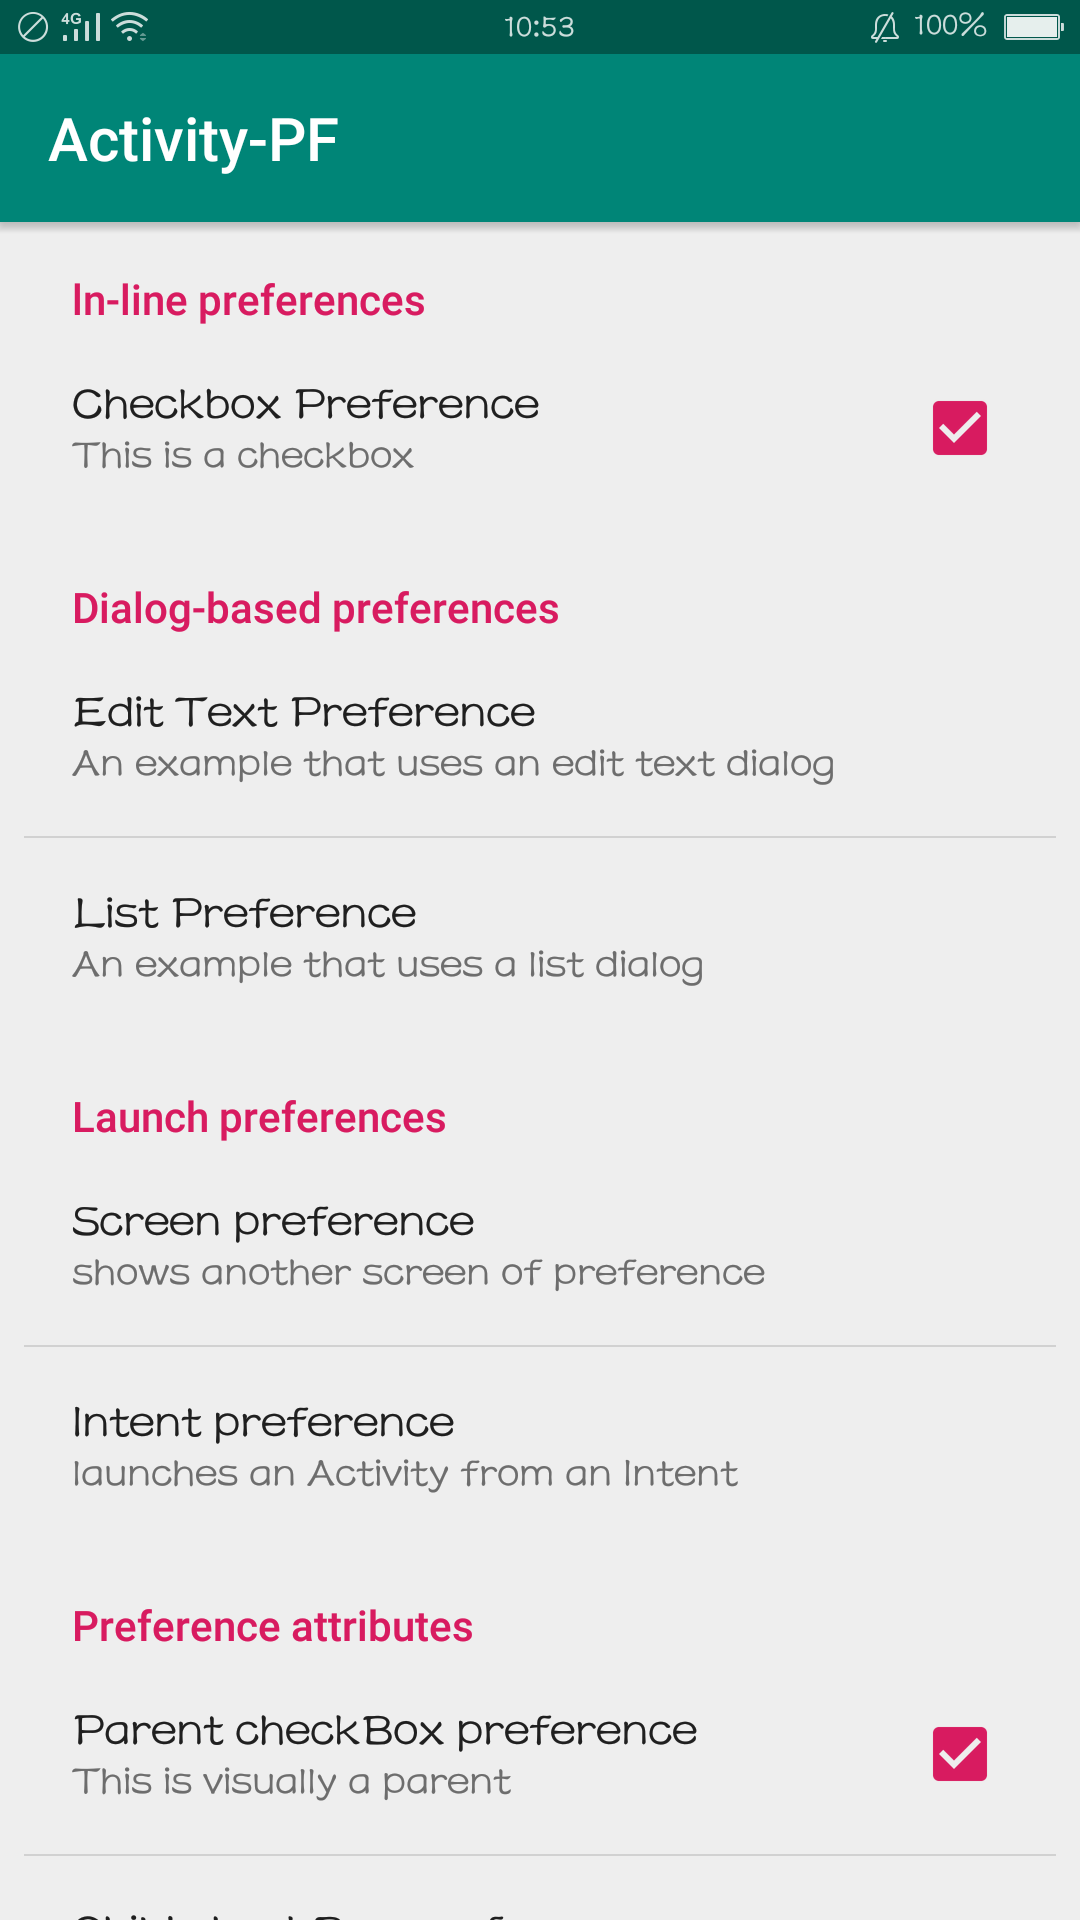 4G
10:53
100%
Activity-PF
In-line preferences
Checkbox Preference
This is a checkbox
Dialog-based preferences
Edit Text Preference
An example that uses an edit text dialog
List Preference
An example that uses a list dialog
Launch preferences
Screen preference
shows another screen of preference
Intent preference
launches an Activity from an Intent
Preference attributes
Parent checkBox preference
This is visually a parent